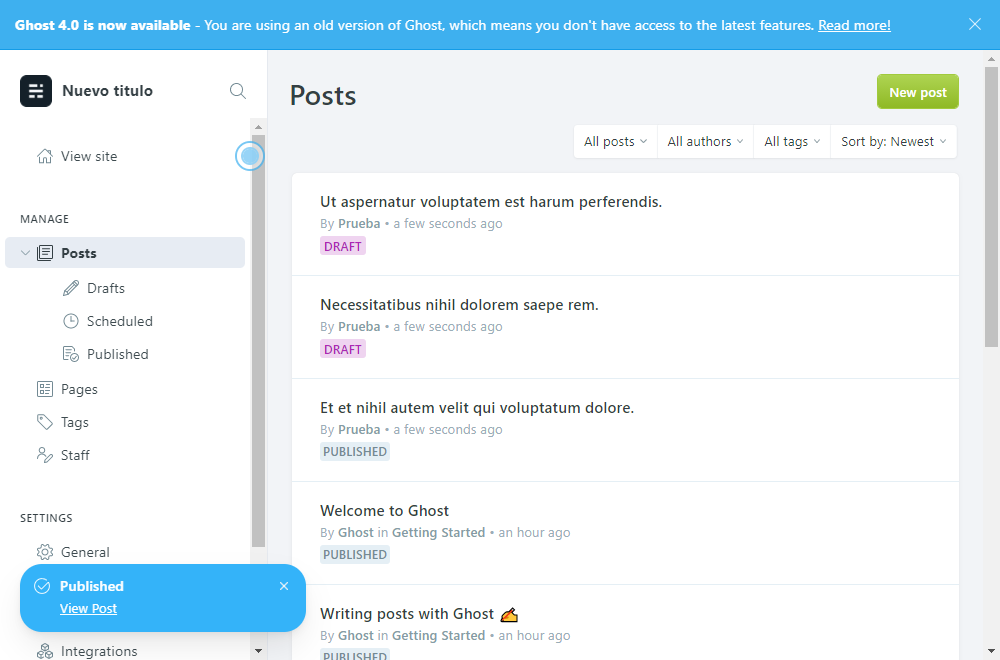 Ghost 4.0 is now available - You are using an old version of Ghost, which means you don't have access to the latest features. Read more!
Nuevo titulo
View site
MANAGE
Posts
Drafts
Scheduled
Published
Pages
Tags
Staff
SETTINGS
General
Published
View Post
Integrations
Posts
New post
All posts
All authors
All tags
Sort by: Newest
Ut aspernatur voluptatem est harum perferendis.
By Prueba • a few seconds ago
DRAFT
Necessitatibus nihil dolorem saepe rem.
By Prueba • a few seconds ago
DRAFT
Et et nihil autem velit qui voluptatum dolore.
By Prueba • a few seconds ago
PUBLISHED
Welcome to Ghost
By Ghost in Getting Started • an hour ago
PUBLISHED
Writing posts with Ghost ✍️
By Ghost in Getting Started • an hour ago
PUBLISHED